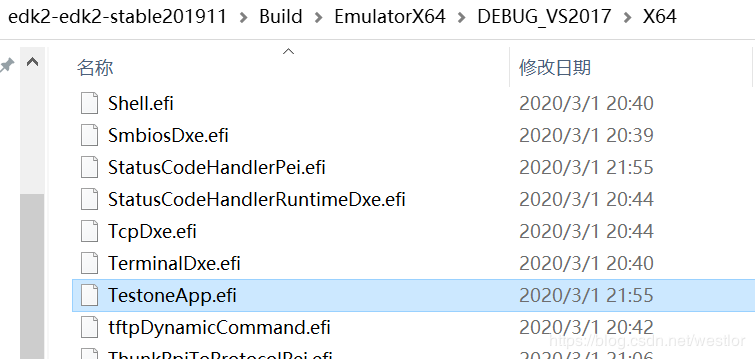 edk2-edk2-stable201911 > Build > EmulatorX64 > DEBUG_VS2017 > X64
名称 修改日期
Shell.efi 2020/3/1 20:40
SmbiosDxe.efi 2020/3/1 20:39
StatusCodeHandlerPei.efi 2020/3/1 21:55
StatusCodeHandlerRuntimeDxe.efi 2020/3/1 20:44
TcpDxe.efi 2020/3/1 20:44
TerminalDxe.efi 2020/3/1 20:40
TestoneApp.efi 2020/3/1 21:55
tftpDynamicCommand.efi 2020/3/1 20:42
ThunkPpiToProtocolPei.efi 2020/3/1 20:44
https://blog.csdn.net/westlor